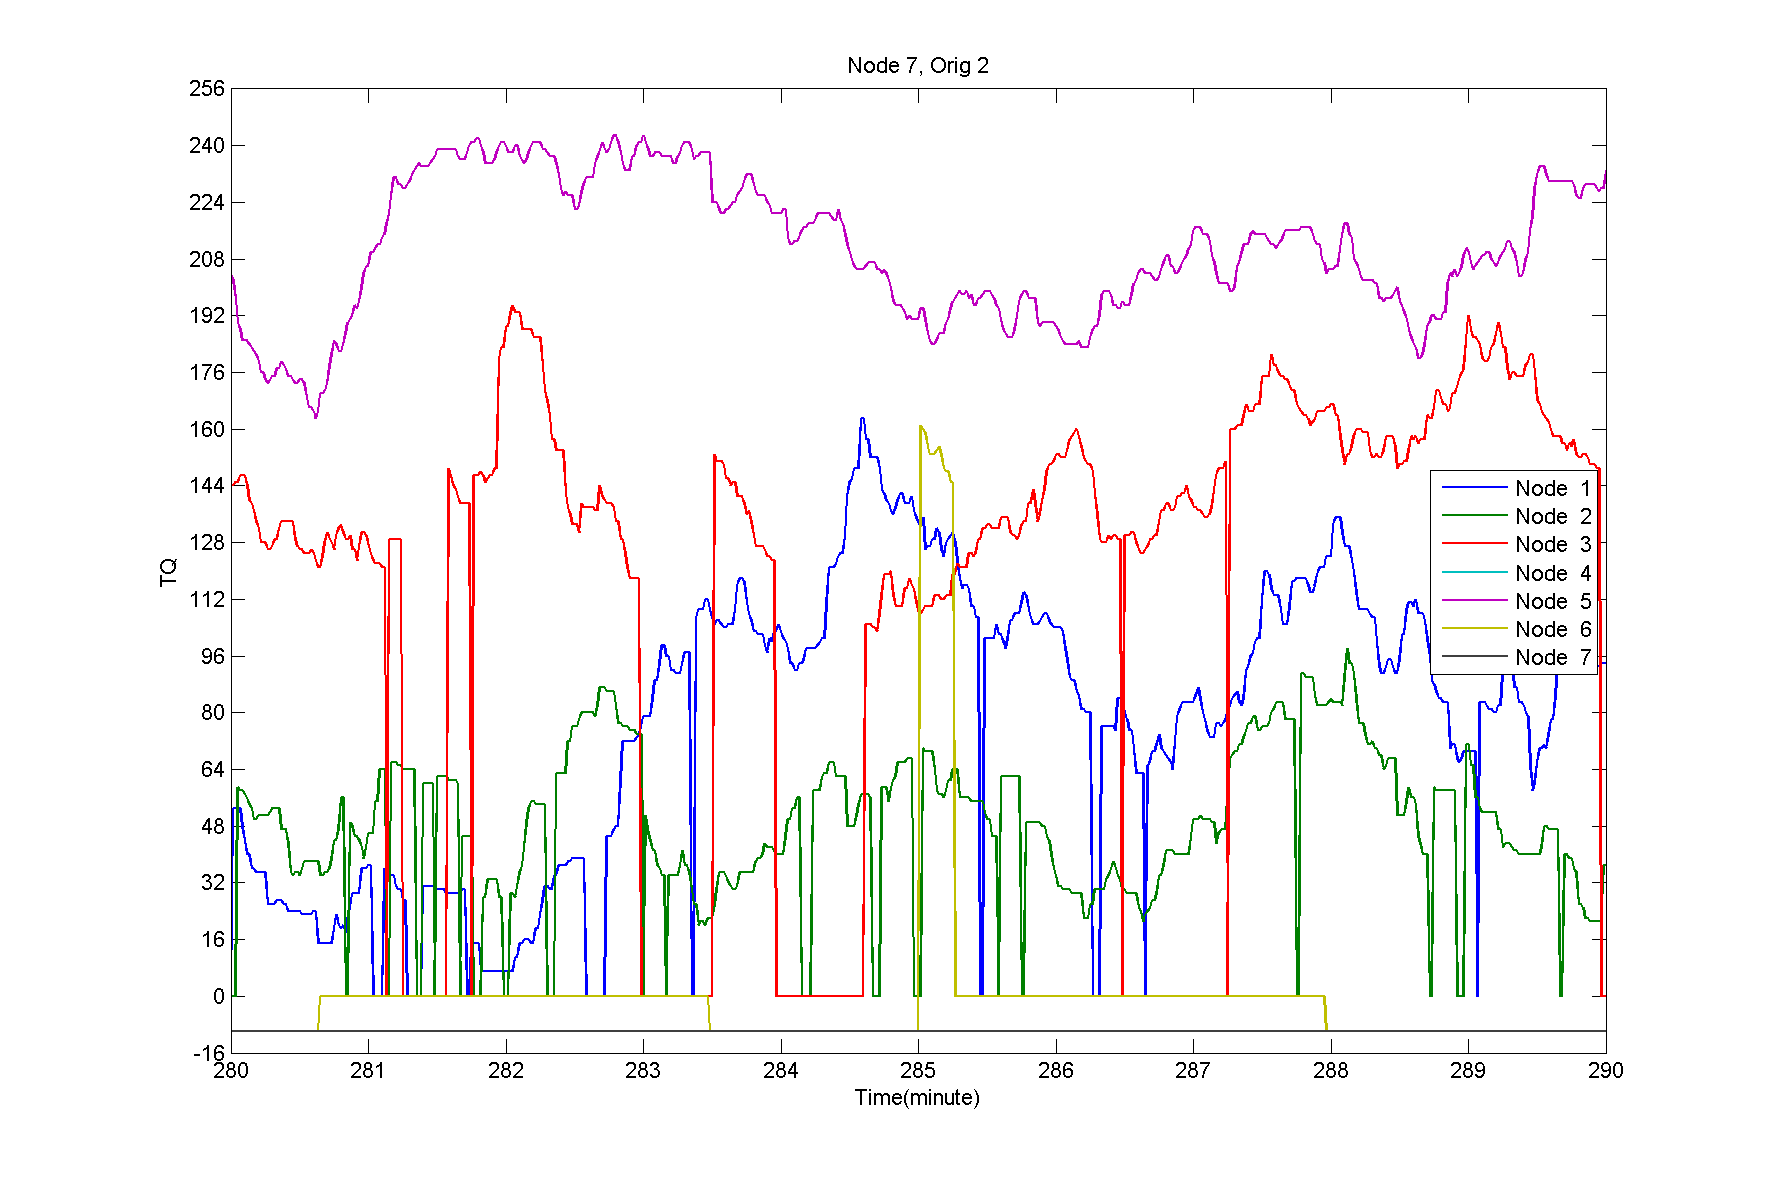 Node 7, Orig 2
256
240
224
208
192
176
160
144
128
112
96
80
64
48
32
16
0
-16
TQ
Node 1
Node 2
Node 3
Node 4
Node 5
Node 6
Node 7
280 281 282 283 284 285 286 287 288 289 290
Time(minute)